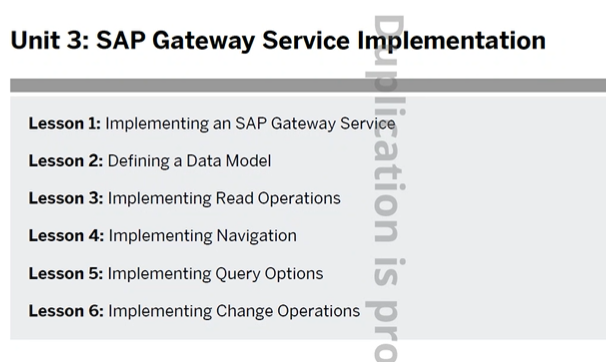 Unit 3: SAP Gateway Service Implementation
Lesson 1: Implementing an SAP Gateway Service
Lesson 2: Defining a Data Model
Lesson 3: Implementing Read Operations
Lesson 4: Implementing Navigation
Lesson 5: Implementing Query Options
Lesson 6: Implementing Change Operations
Duplication is pro